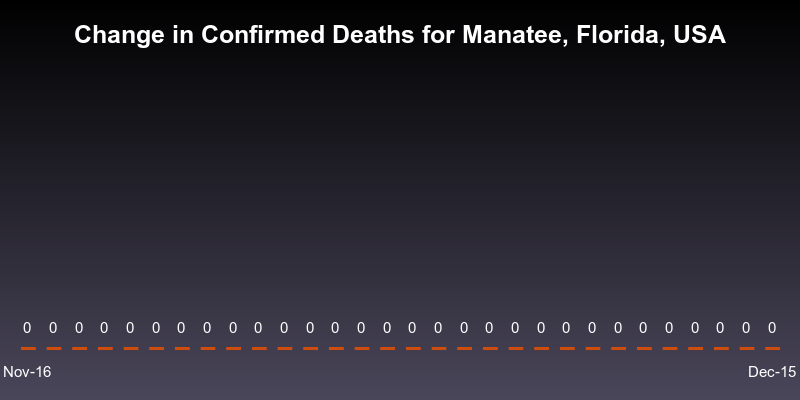 Change in Confirmed Deaths for Manatee, Florida, USA
0 0 0 0 0 0 0 0 0 0 0 0 0 0 0 0 0 0 0 0 0 0 0 0 0 0 0 0 0 0
Nov-16 Dec-15